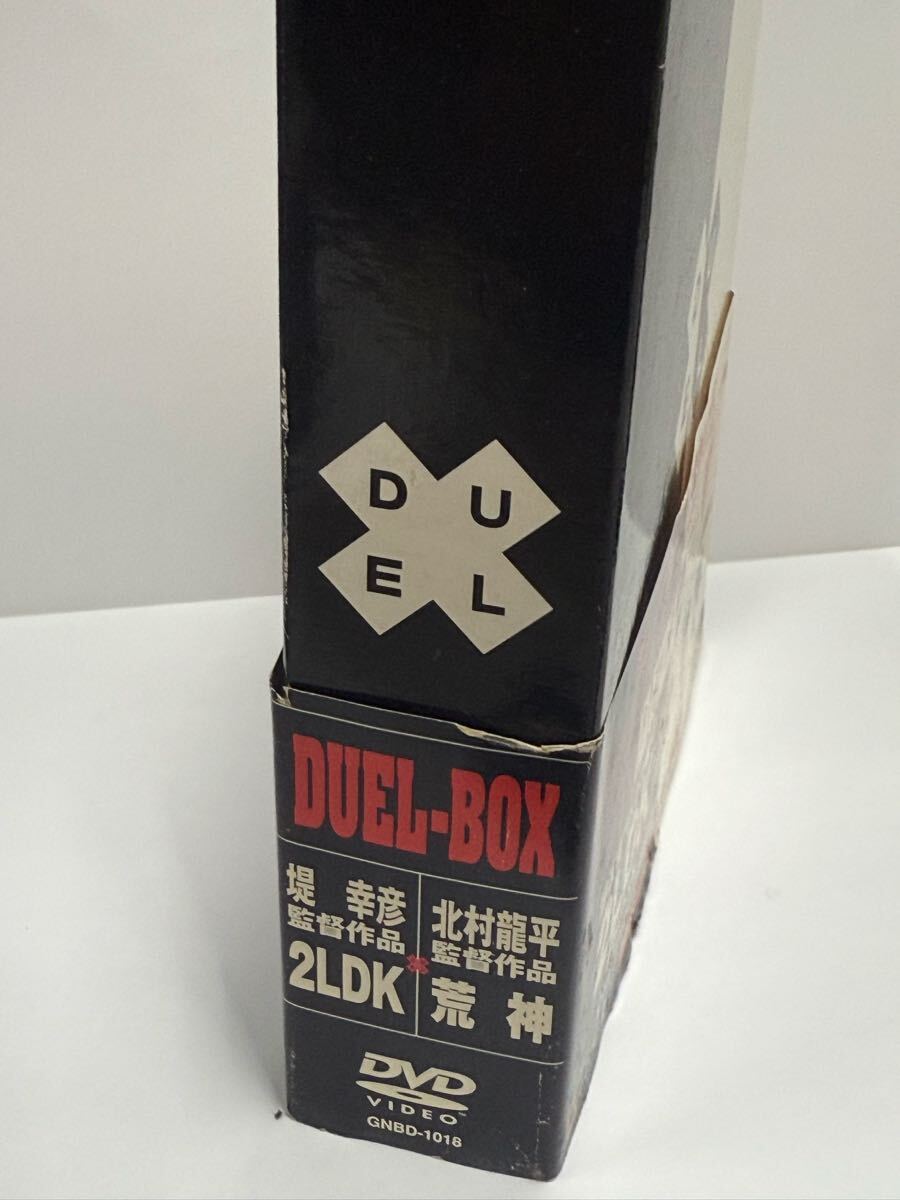 D U
E L
DUEL-BOX
堤 幸彦
監督作品
2LDK
×
北村龍平
監督作品
荒神
DVD
VIDEO™
GNBD-1018